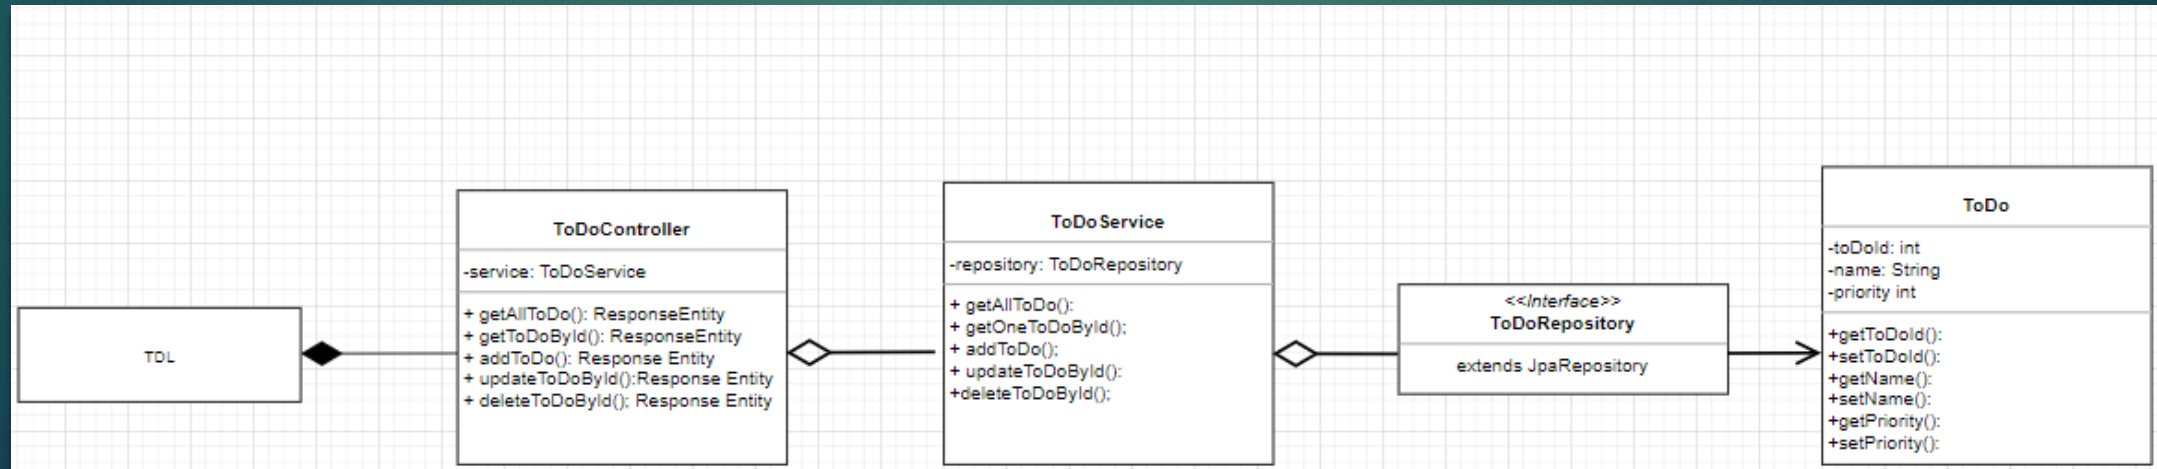 TDL
ToDoController
-service: ToDoService
+ getAllToDo(): ResponseEntity
+ getToDoById(): ResponseEntity
+ addToDo(): Response Entity
+ updateToDoById():Response Entity
+ deleteToDoById(); Response Entity
ToDoService
-repository: ToDoRepository
+ getAllToDo():
+ getOneToDoById();
+ addToDo();
+ updateToDoById():
+deleteToDoById();
<<Interface>>
ToDoRepository
extends JpaRepository
ToDo
-toDoId: int
-name: String
-priority int
+getToDoId():
+setToDoId():
+getName():
+setName():
+getPriority():
+setPriority():